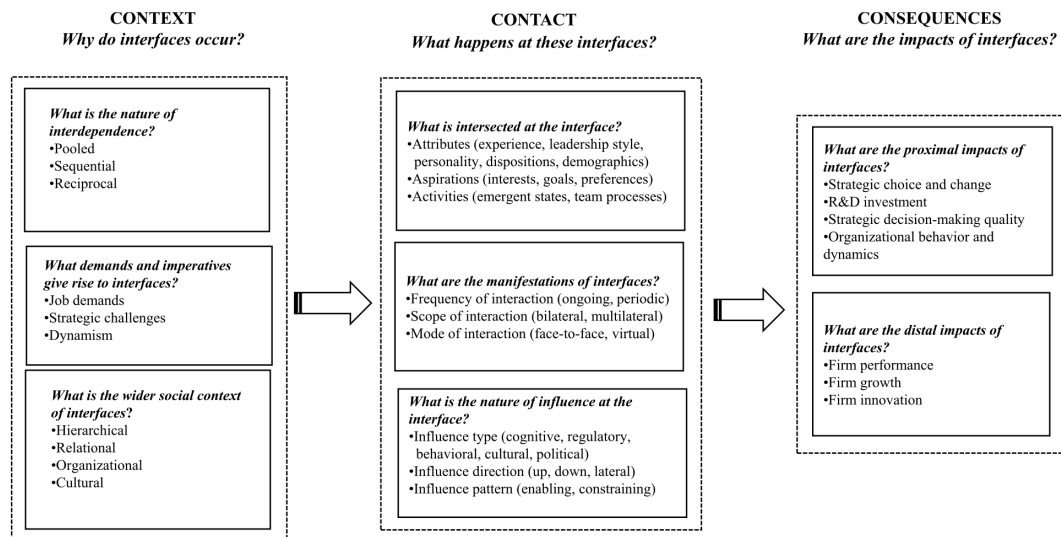 CONTEXT
Why do interfaces occur?
What is the nature of
interdependence?
•Pooled
•Sequential
•Reciprocal
What demands and imperatives
give rise to interfaces?
•Job demands
•Strategic challenges
•Dynamism
What is the wider social context
of interfaces?
•Hierarchical
•Relational
•Organizational
•Cultural
CONTACT
What happens at these interfaces?
What is intersected at the interface?
•Attributes (experience, leadership style,
personality, dispositions, demographics)
•Aspirations (interests, goals, preferences)
•Activities (emergent states, team processes)
What are the manifestations of interfaces?
•Frequency of interaction (ongoing, periodic)
•Scope of interaction (bilateral, multilateral)
•Mode of interaction (face-to-face, virtual)
What is the nature of influence at the
interface?
•Influence type (cognitive, regulatory,
behavioral, cultural, political)
•Influence direction (up, down, lateral)
•Influence pattern (enabling, constraining)
CONSEQUENCES
What are the impacts of interfaces?
What are the proximal impacts of
interfaces?
•Strategic choice and change
•R&D investment
•Strategic decision-making quality
•Organizational behavior and
dynamics
What are the distal impacts of
interfaces?
•Firm performance
•Firm growth
•Firm innovation